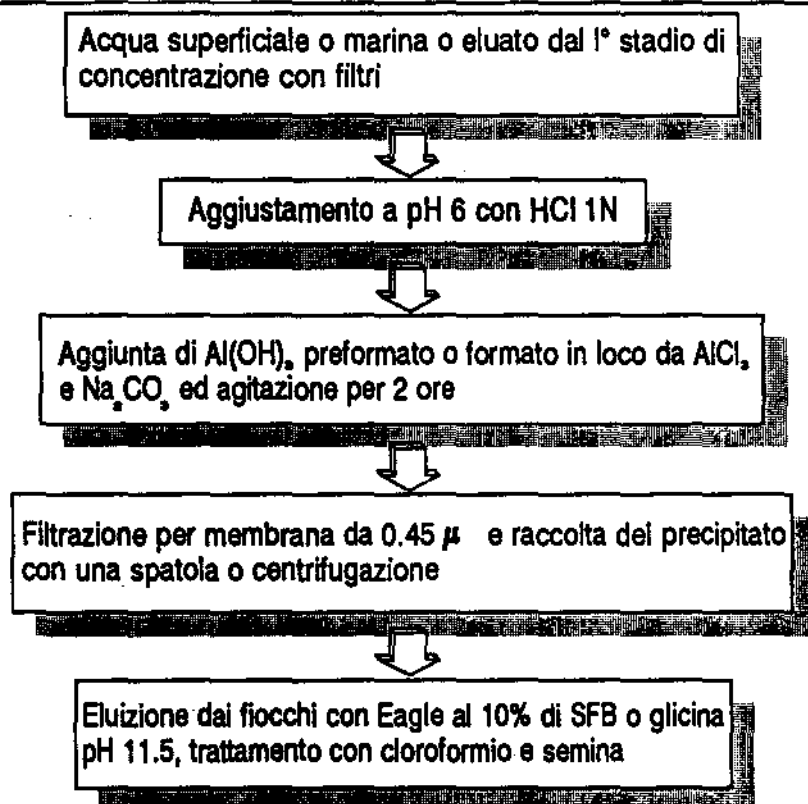 Acqua superficiale o marina o eluato dal I° stadio di
concentrazione con filtri
Aggiustamento a pH 6 con HCl 1N
Aggiunta di Al(OH)₃ preformato o formato in loco da AlCl₃
e Na₂CO₃ ed agitazione per 2 ore
Filtrazione per membrana da 0.45 μ e raccolta del precipitato
con una spatola o centrifugazione
Eluizione dai fiocchi con Eagle al 10% di SFB o glicina
pH 11.5, trattamento con cloroformio e semina